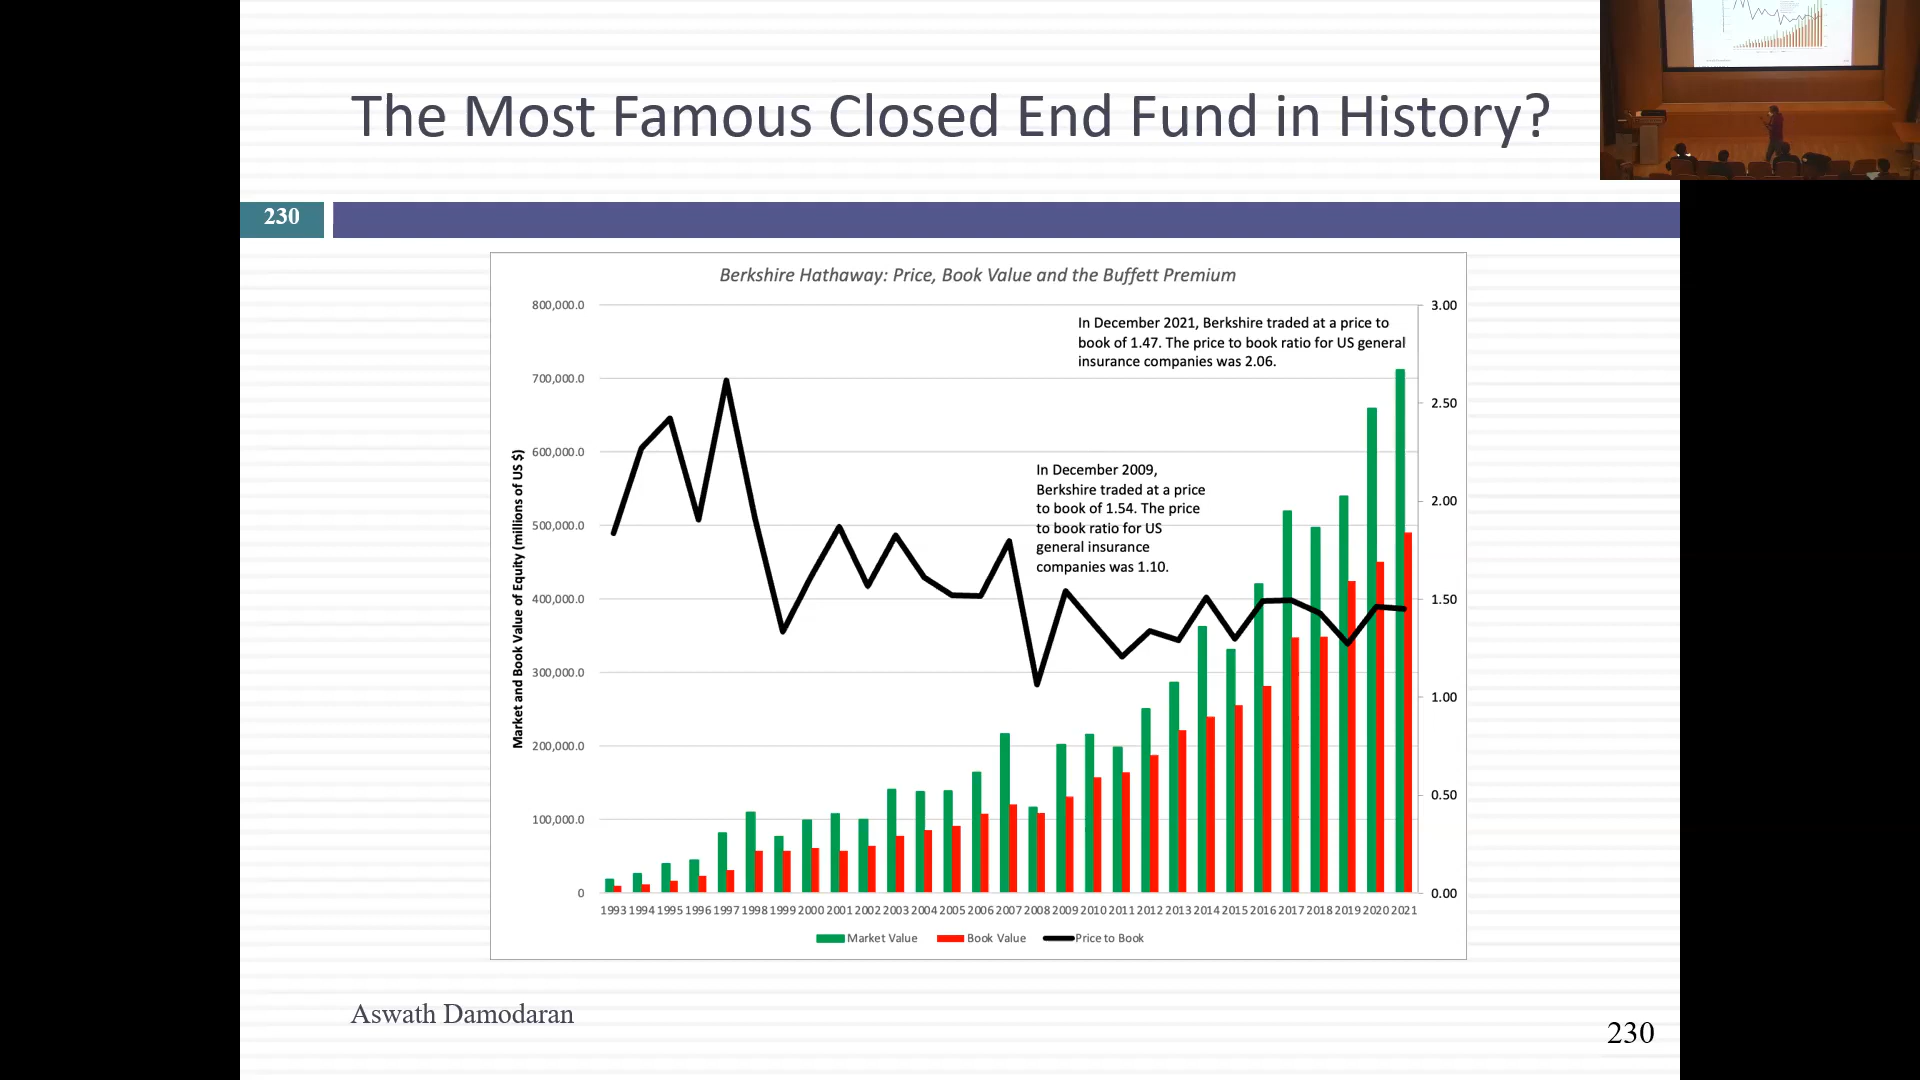 The Most Famous Closed End Fund in History?
230
Berkshire Hathaway: Price, Book Value and the Buffett Premium
Market and Book Value of Equity (millions of US $)
800,000.0
700,000.0
600,000.0
500,000.0
400,000.0
300,000.0
200,000.0
100,000.0
0
In December 2021, Berkshire traded at a price to
book of 1.47. The price to book ratio for US general
insurance companies was 2.06.
In December 2009,
Berkshire traded at a price
to book of 1.54. The price
to book ratio for US
general insurance
companies was 1.10.
3.00
2.50
2.00
1.50
1.00
0.50
0.00
1993 1994 1995 1996 1997 1998 1999 2000 2001 2002 2003 2004 2005 2006 2007 2008 2009 2010 2011 2012 2013 2014 2015 2016 2017 2018 2019 2020 2021
Market Value Book Value Price to Book
Aswath Damodaran
230